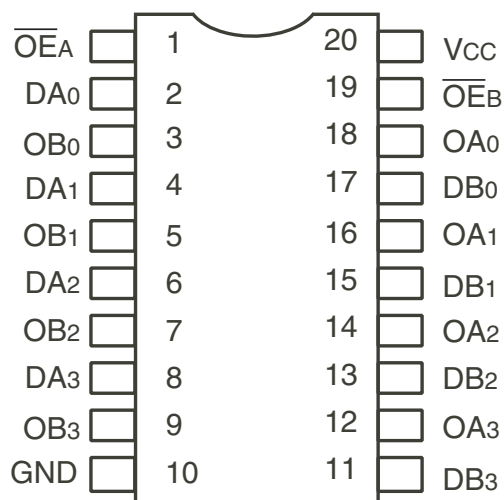 O̅E̅A 1 20 VCC
DA0 2 19 O̅E̅B
OB0 3 18 OA0
DA1 4 17 DB0
OB1 5 16 OA1
DA2 6 15 DB1
OB2 7 14 OA2
DA3 8 13 DB2
OB3 9 12 OA3
GND 10 11 DB3